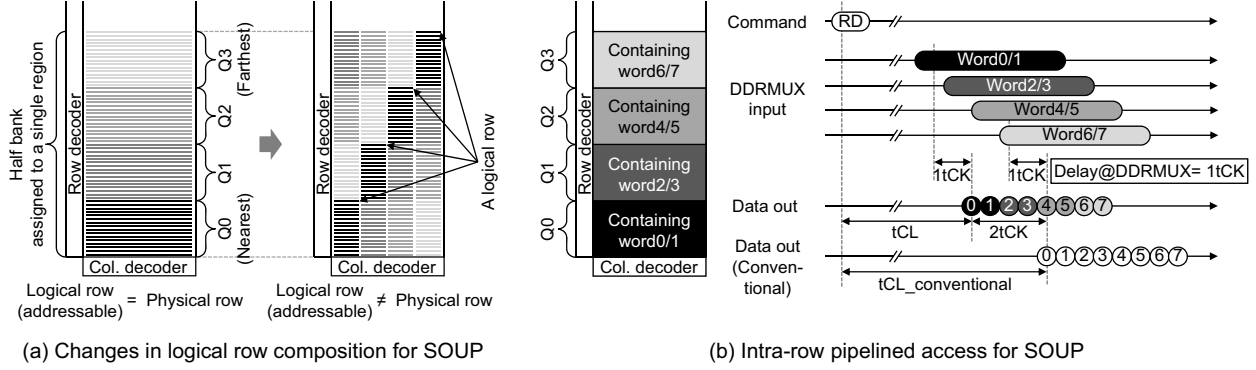 Half bank
assigned to a single region
Row decoder
Q3
Q2
Q1
Q0
(Farthest)
(Nearest)
Col. decoder
Logical row
(addressable)
=
Physical row
Row decoder
A logical row
Col. decoder
Logical row
(addressable)
≠
Physical row
(a) Changes in logical row composition for SOUP
Q3
Q2
Q1
Q0
Row decoder
Containing
word6/7
Containing
word4/5
Containing
word2/3
Containing
word0/1
Col. decoder
Command
RD
DDRMUX
input
Word0/1
Word2/3
Word4/5
Word6/7
1tCK
1tCK
Delay@DDRMUX= 1tCK
Data out
0 1 2 3 4 5 6 7
tCL
2tCK
Data out
(Conven-
tional)
0 1 2 3 4 5 6 7
tCL_conventional
(b) Intra-row pipelined access for SOUP